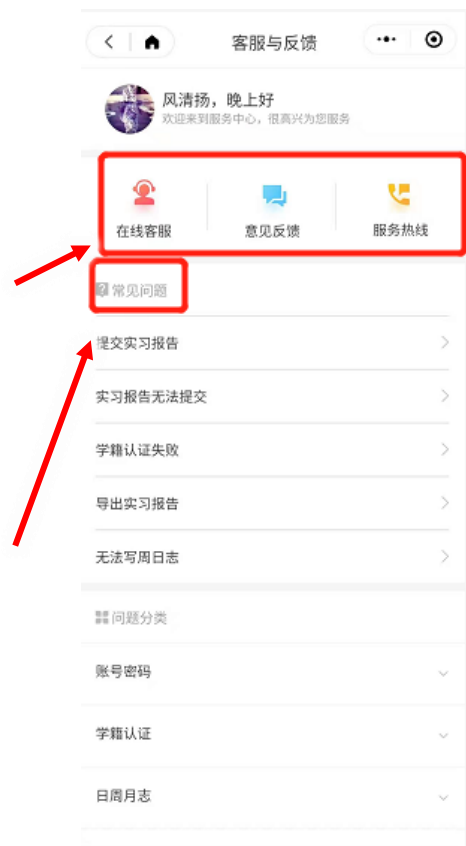 客服与反馈
风清扬，晚上好
欢迎来到服务中心，很高兴为您服务
在线客服
意见反馈
服务热线
常见问题
提交实习报告
实习报告无法提交
学籍认证失败
导出实习报告
无法写周日志
问题分类
账号密码
学籍认证
日周月志